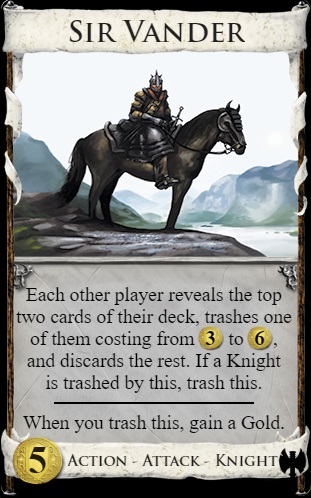 Sir Vander
Each other player reveals the top
two cards of their deck, trashes one
of them costing from 3 to 6,
and discards the rest. If a Knight
is trashed by this, trash this.
When you trash this, gain a Gold.
5 Action - Attack - Knight